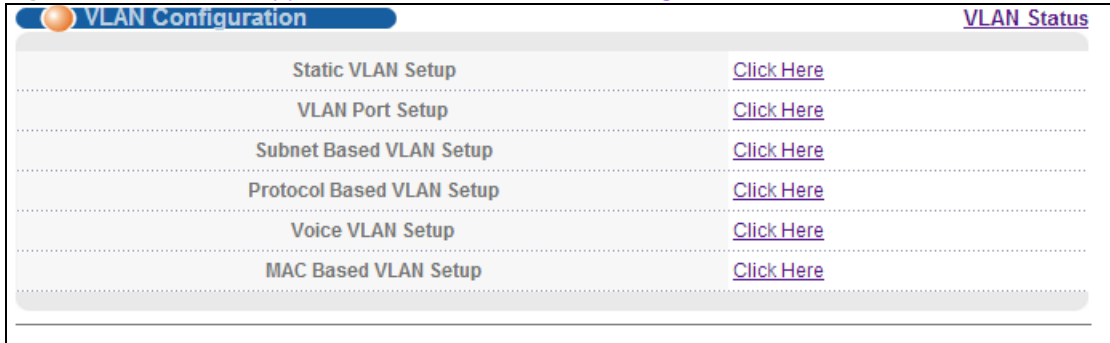 VLAN Configuration VLAN Status
Static VLAN Setup Click Here
VLAN Port Setup Click Here
Subnet Based VLAN Setup Click Here
Protocol Based VLAN Setup Click Here
Voice VLAN Setup Click Here
MAC Based VLAN Setup Click Here